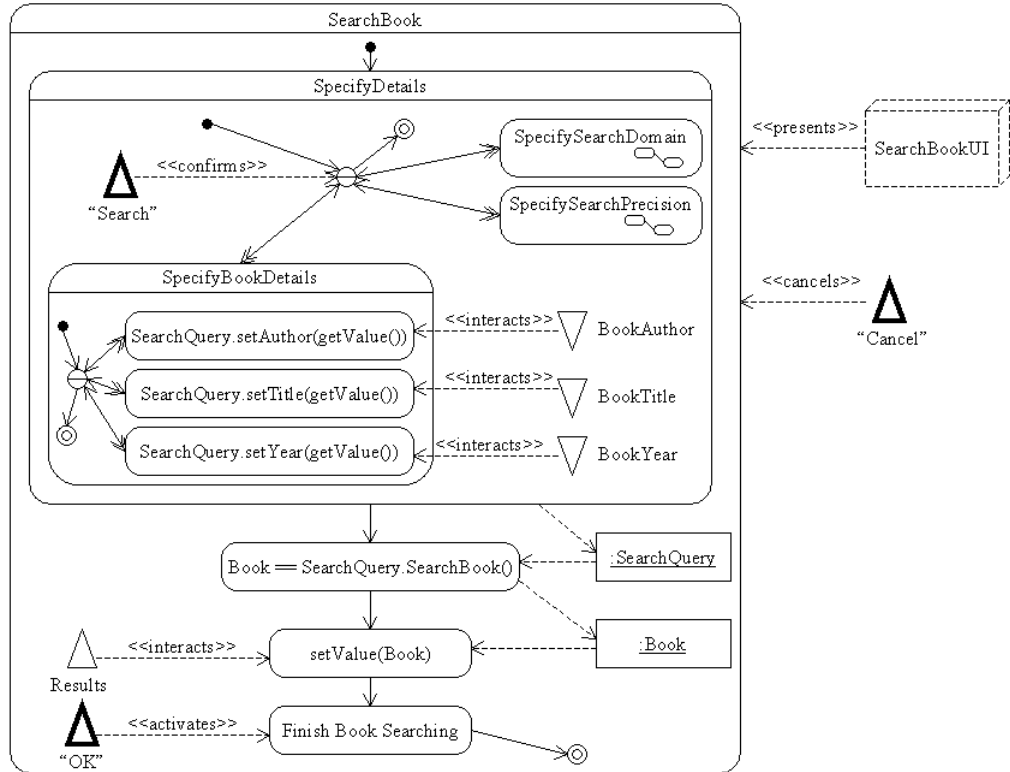 SearchBook
SpecifyDetails
<<presents>>
SearchBookUI
SpecifySearchDomain
<<confirms>>
“Search”
SpecifySearchPrecision
SpecifyBookDetails
<<cancels>>
“Cancel”
SearchQuery.setAuthor(getValue())
<<interacts>>
BookAuthor
SearchQuery.setTitle(getValue())
<<interacts>>
BookTitle
SearchQuery.setYear(getValue())
<<interacts>>
BookYear
Book == SearchQuery.SearchBook()
:SearchQuery
<<interacts>>
Results
setValue(Book)
:Book
<<activates>>
“OK”
Finish Book Searching